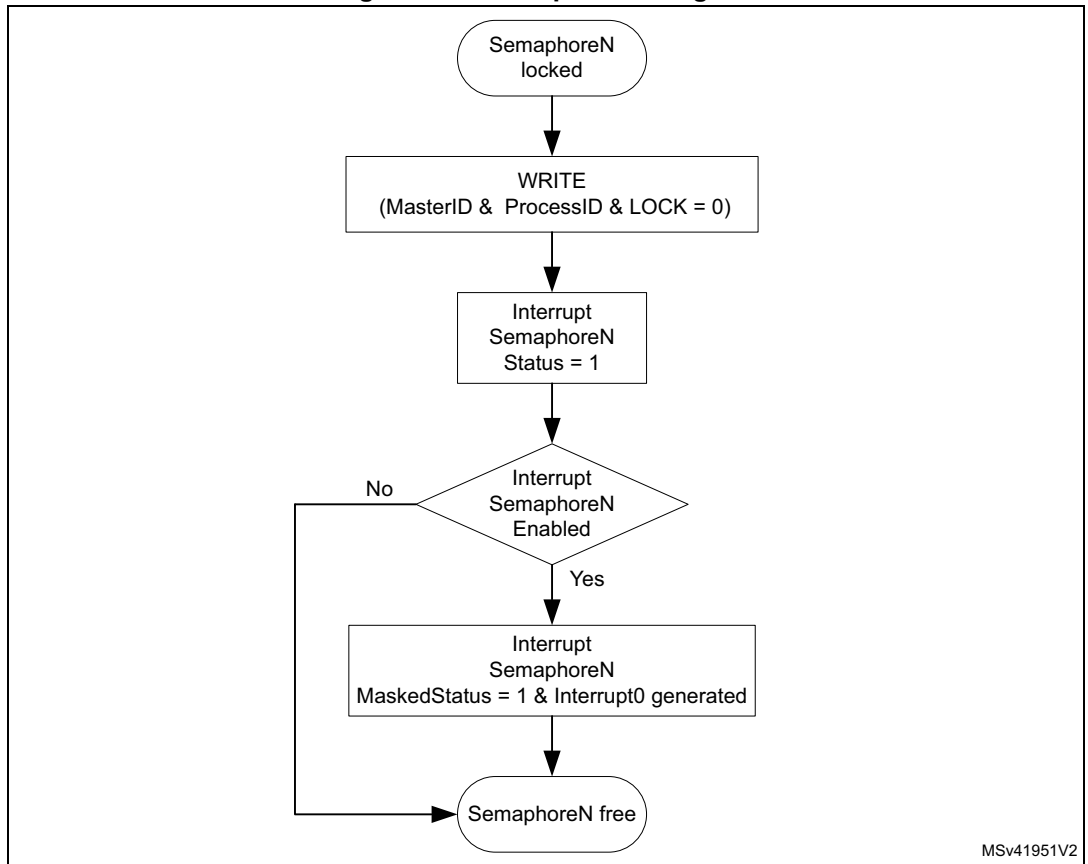 SemaphoreN
locked
WRITE
(MasterID & ProcessID & LOCK = 0)
Interrupt
SemaphoreN
Status = 1
Interrupt
SemaphoreN
Enabled
No
Yes
Interrupt
SemaphoreN
MaskedStatus = 1 & Interrupt0 generated
SemaphoreN free
MSv41951V2